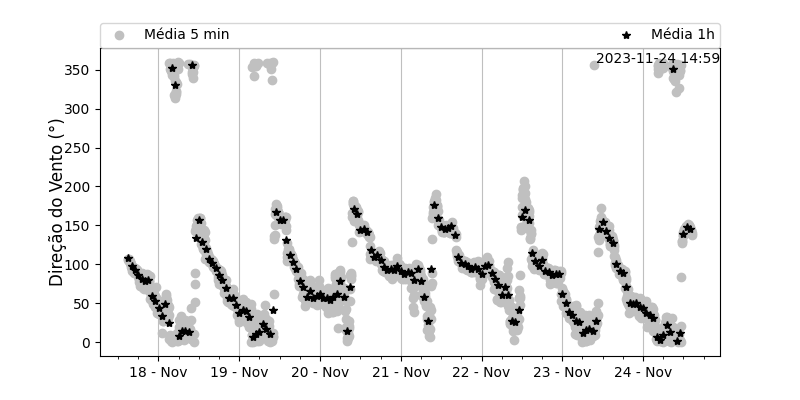 Média 5 min
Média 1h
2023-11-24 14:59
Direção do Vento (°)
350
300
250
200
150
100
50
0
18 - Nov
19 - Nov
20 - Nov
21 - Nov
22 - Nov
23 - Nov
24 - Nov